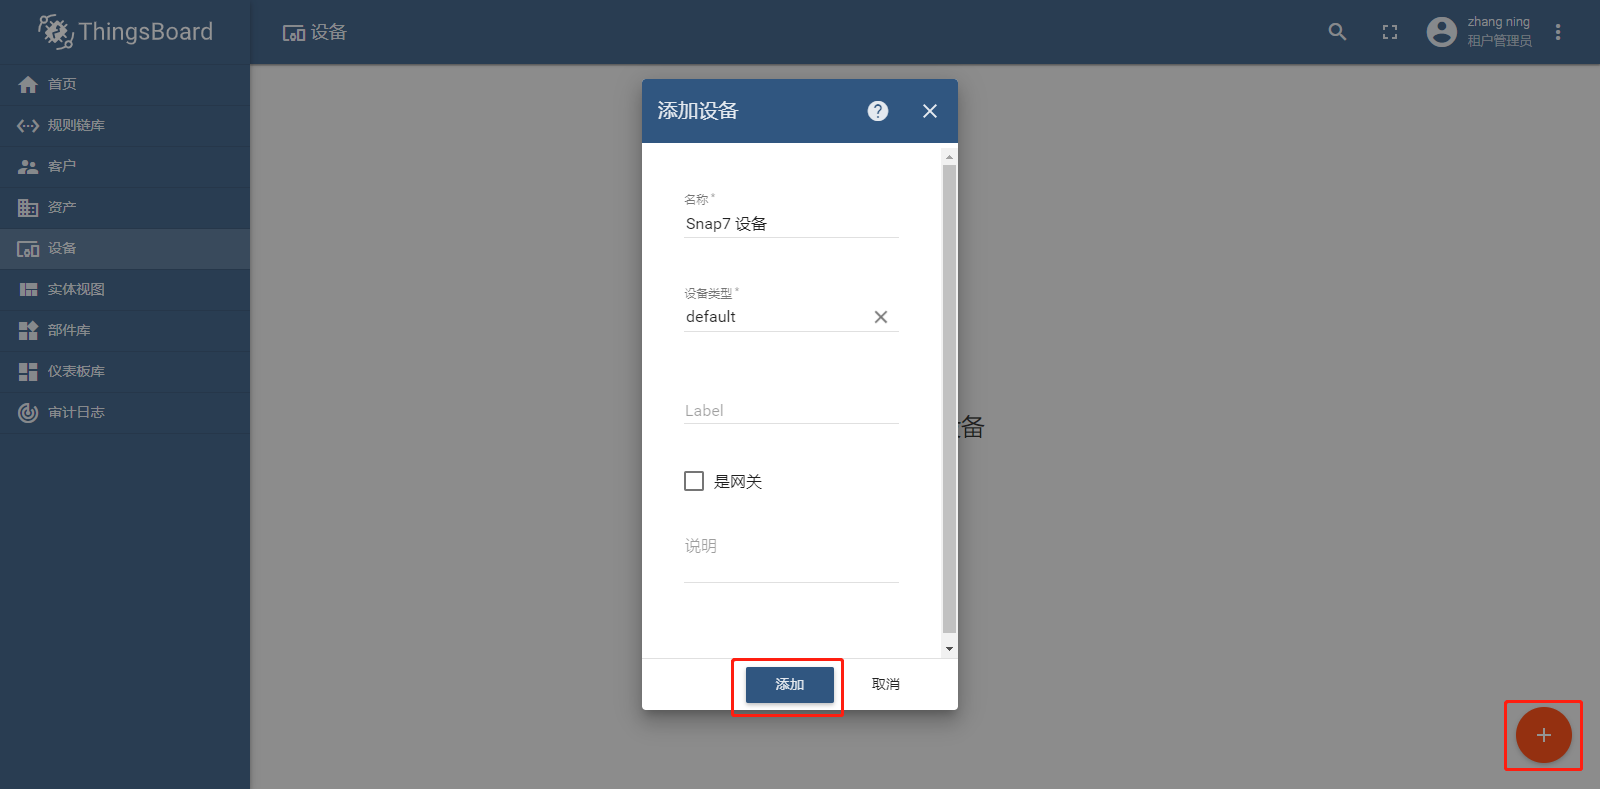 ThingsBoard
设备
zhang ning
租户管理员
首页
规则链库
客户
资产
设备
实体视图
部件库
仪表板库
审计日志
添加设备
名称 *
Snap7 设备
设备类型 *
default
Label
是网关
说明
添加
取消
备